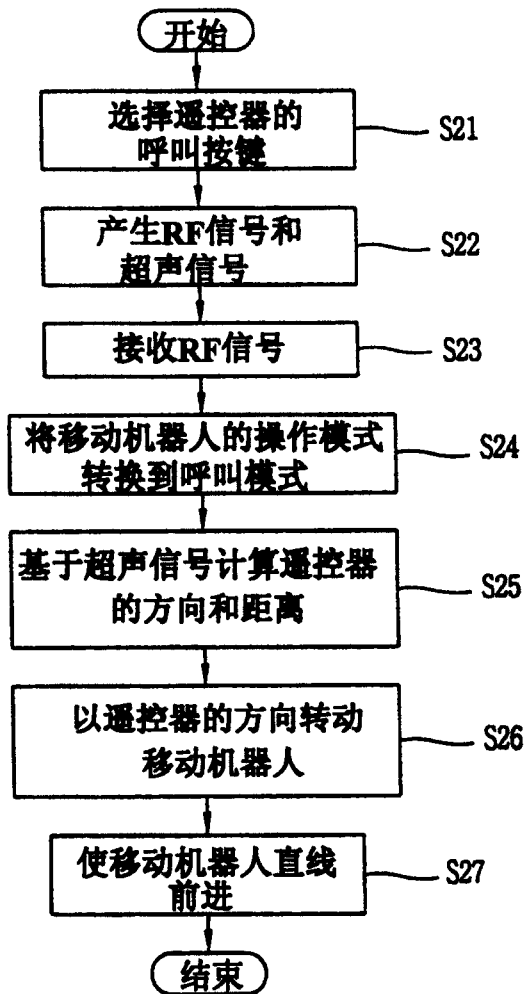 开始
选择遥控器的
呼叫按键
S21
产生RF信号和
超声信号
S22
接收RF信号
S23
将移动机器人的操作模式
转换到呼叫模式
S24
基于超声信号计算遥控器
的方向和距离
S25
以遥控器的方向转动
移动机器人
S26
使移动机器人直线
前进
S27
结束